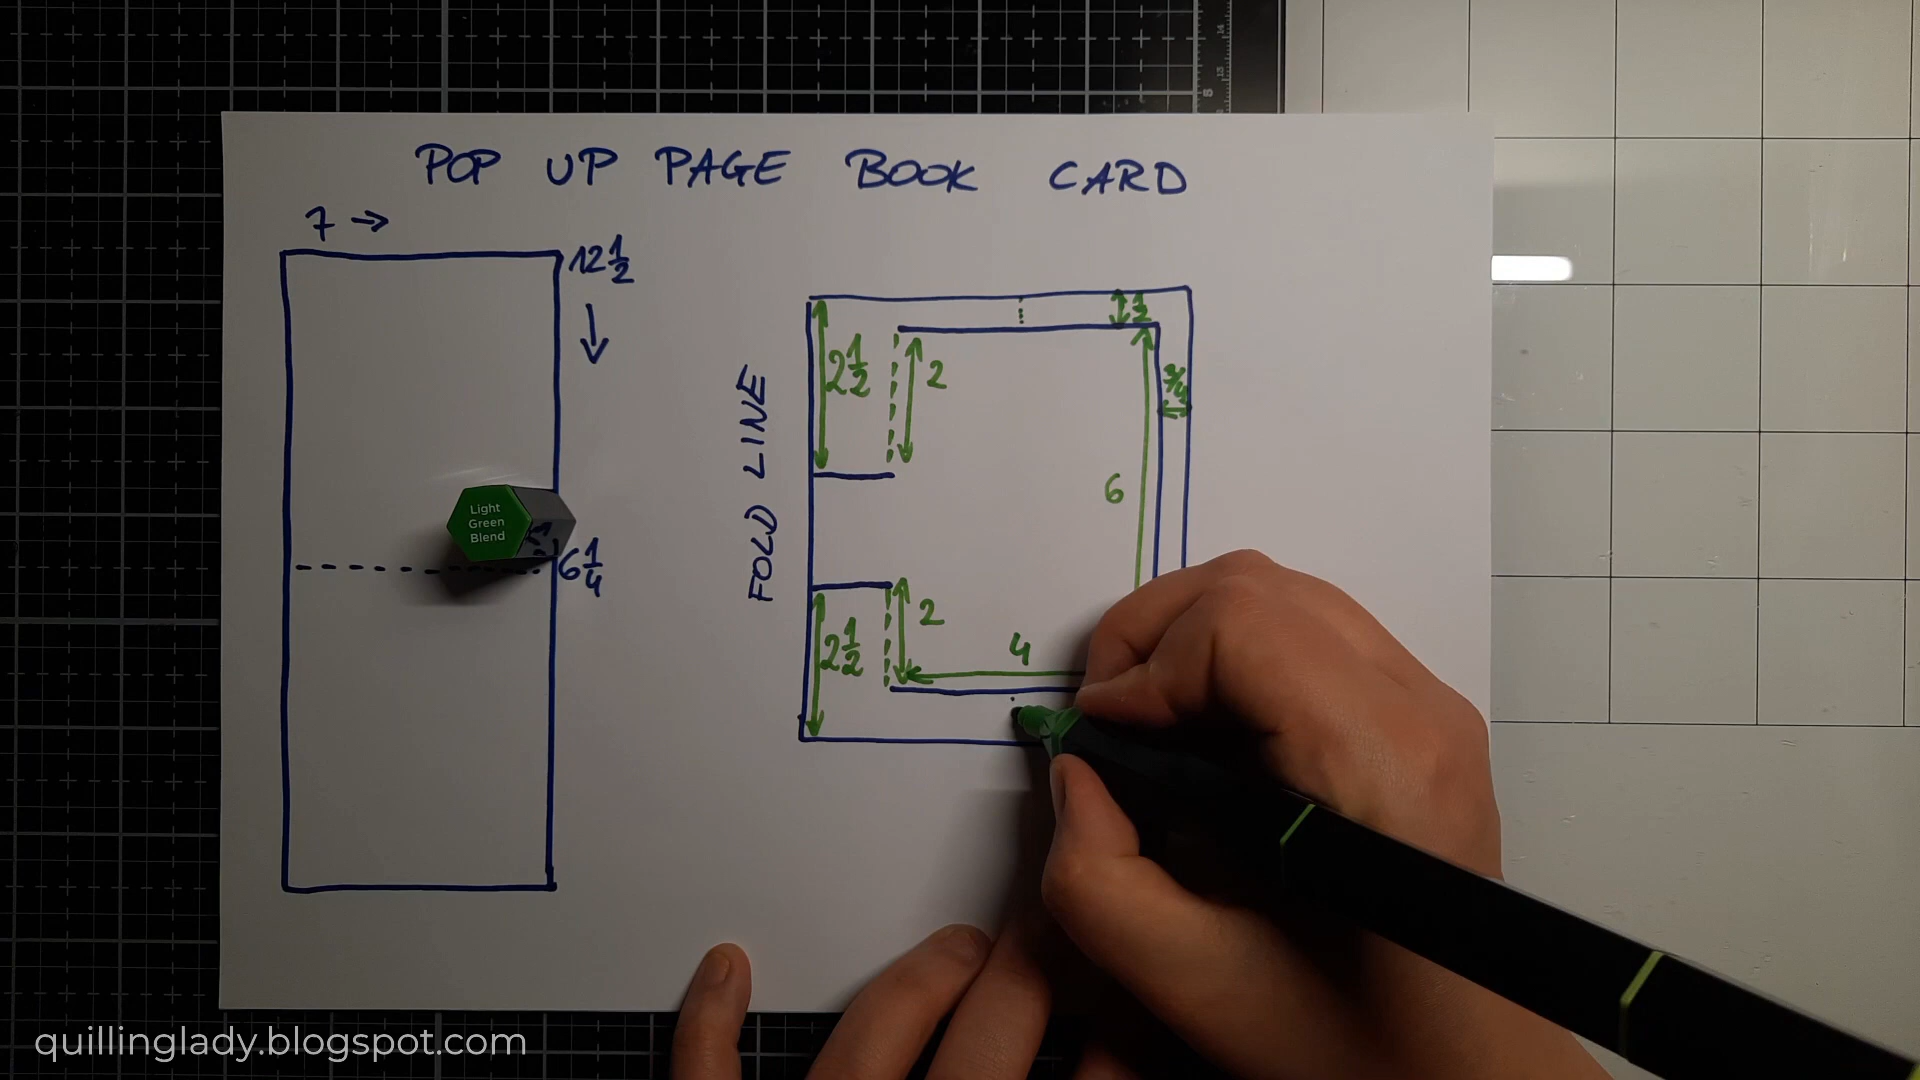 POP UP PAGE BOOK CARD
7 →
12 1/2
6 1/4
Light
Green
Blend
FOLD LINE
2 1/2
2
1/2
3/4
6
2 1/2
2
4
quillinglady.blogspot.com